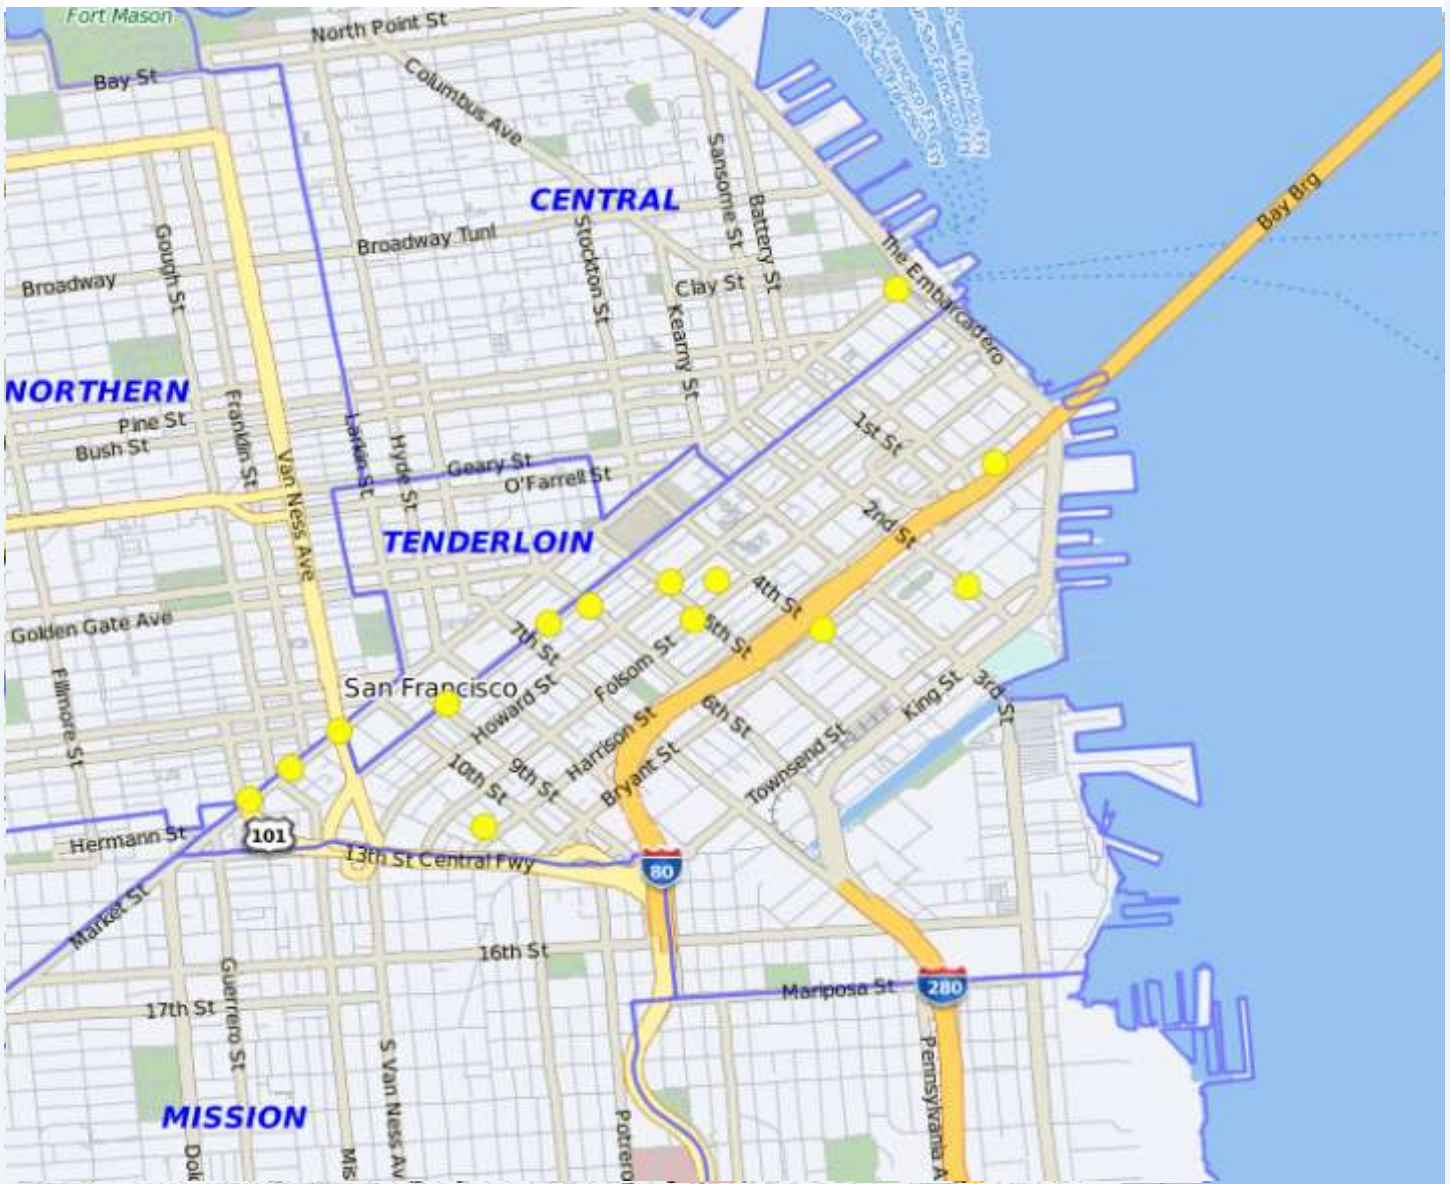 Fort Mason
North Point St
Bay St
Columbus Ave
Sansome St
Battery St
CENTRAL
Bay Brg
Gough St
Stockton St
Broadway Tunl
The Embarcadero
Broadway
Clay St
Kearny St
NORTHERN
Pine St
Franklin St
Larkin St
Hyde St
1st St
Bush St
Van Ness Ave
Geary St
O'Farrell St
2nd St
TENDERLOIN
4th St
Golden Gate Ave
7th St
5th St
Folsom St
Fillmore St
San Francisco
Howard St
King St
3rd St
6th St
Harrison St
Townsend St
10th St
9th St
Bryant St
Hermann St
101
13th St Central Fwy
80
Market St
16th St
Guerrero St
Mariposa St
280
17th St
S Van Ness Av
Pennsylvania A
MISSION
Potrero
Mis